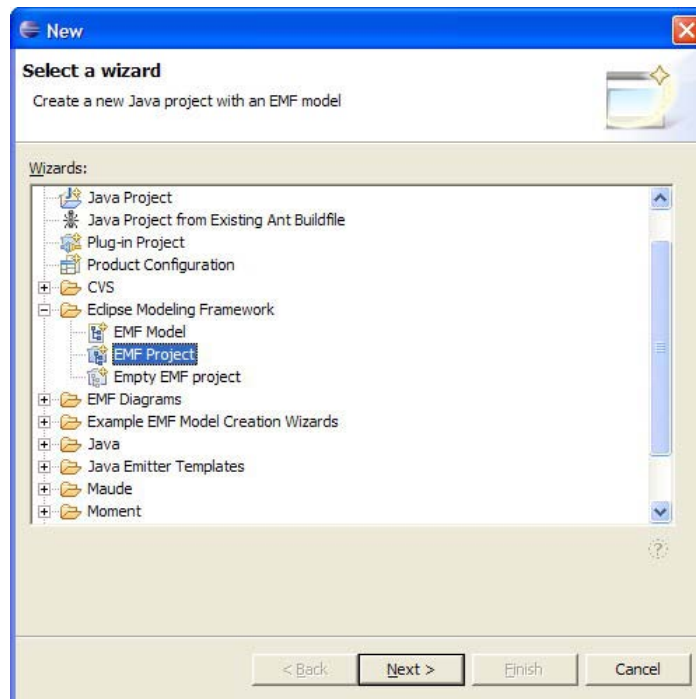 New
Select a wizard
Create a new Java project with an EMF model
Wizards:
Java Project
Java Project from Existing Ant Buildfile
Plug-in Project
Product Configuration
CVS
Eclipse Modeling Framework
EMF Model
EMF Project
Empty EMF project
EMF Diagrams
Example EMF Model Creation Wizards
Java
Java Emitter Templates
Maude
Moment
?
< Back Next > Finish Cancel